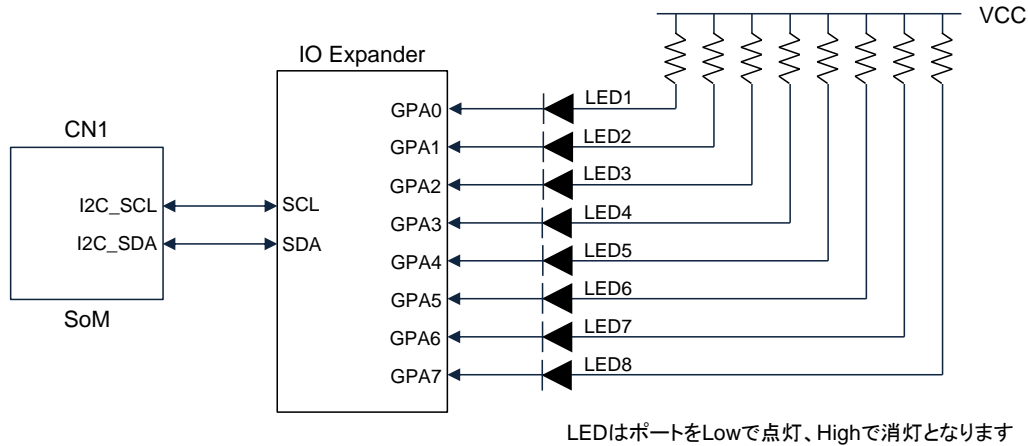 VCC
IO Expander
CN1
GPA0
LED1
GPA1
LED2
GPA2
LED3
I2C_SCL
SCL
GPA3
LED4
I2C_SDA
SDA
GPA4
LED5
GPA5
LED6
SoM
GPA6
LED7
GPA7
LED8
LEDはポートをLowで点灯、Highで消灯となります